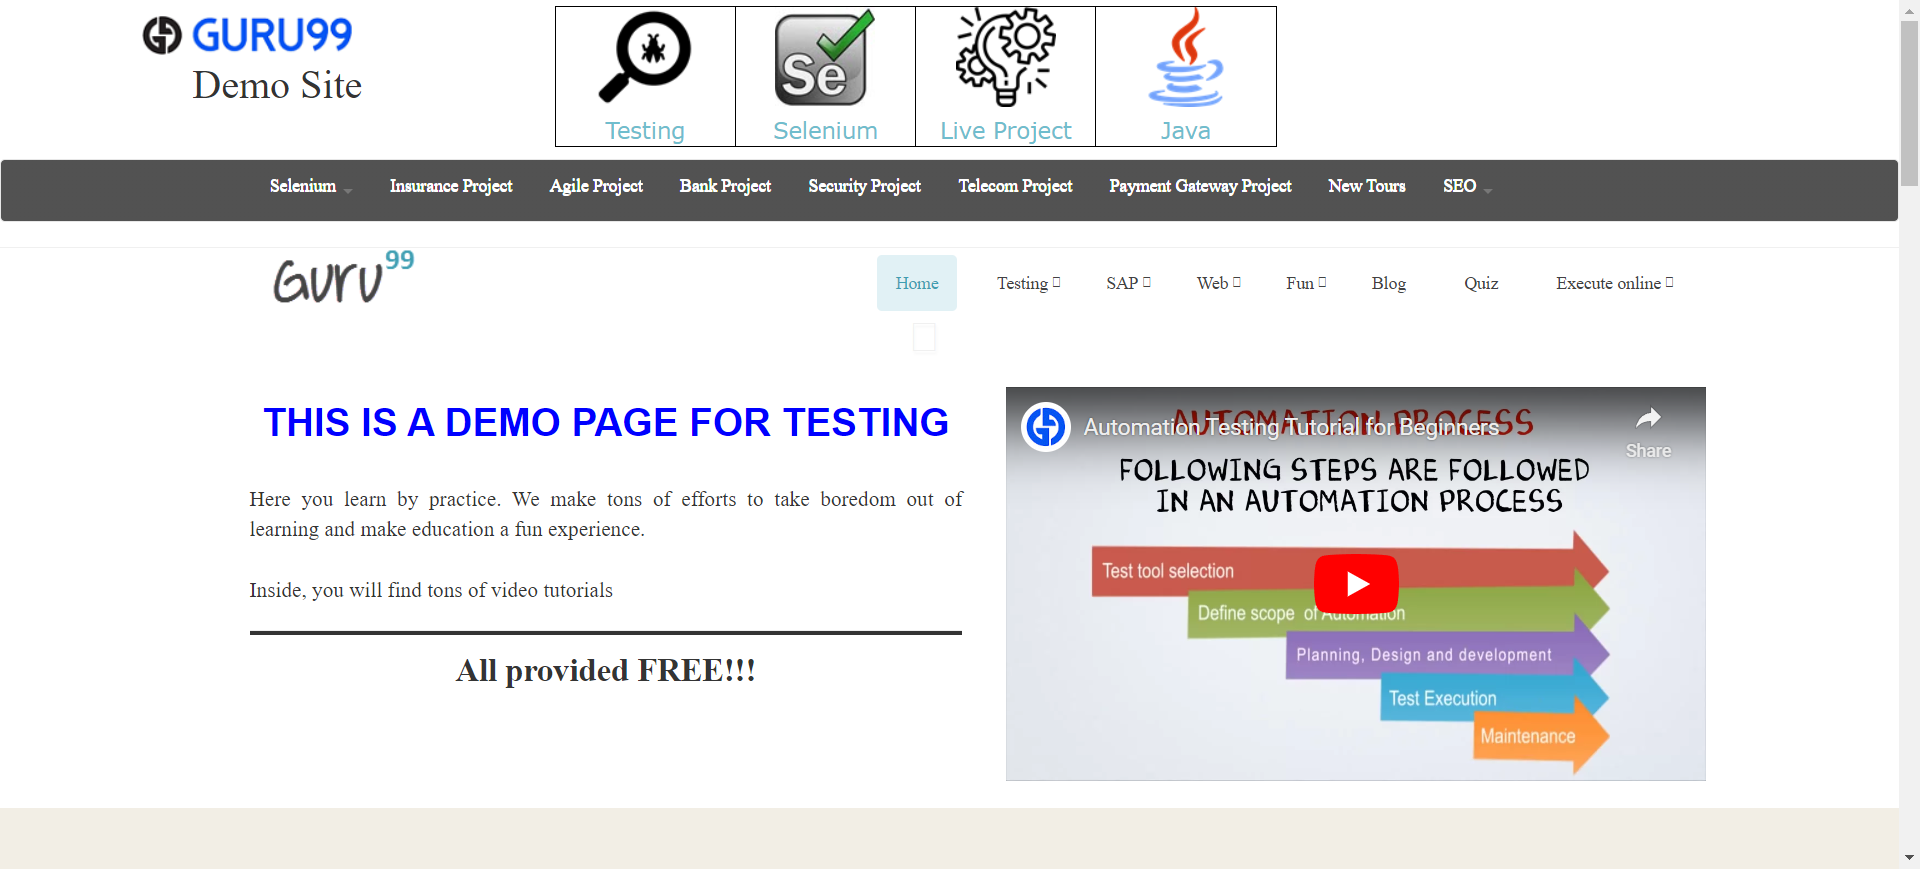 GURU99
Demo Site
Testing
Selenium
Live Project
Java
Selenium
Insurance Project
Agile Project
Bank Project
Security Project
Telecom Project
Payment Gateway Project
New Tours
SEO
Guru99
Home
Testing
SAP
Web
Fun
Blog
Quiz
Execute online
THIS IS A DEMO PAGE FOR TESTING
Here you learn by practice. We make tons of efforts to take boredom out of
learning and make education a fun experience.
Inside, you will find tons of video tutorials
All provided FREE!!!
AUTOMATION PROCESS
Automation Testing Tutorial for Beginners
Share
FOLLOWING STEPS ARE FOLLOWED
IN AN AUTOMATION PROCESS
Test tool selection
Define scope of Automation
Planning, Design and development
Test Execution
Maintenance